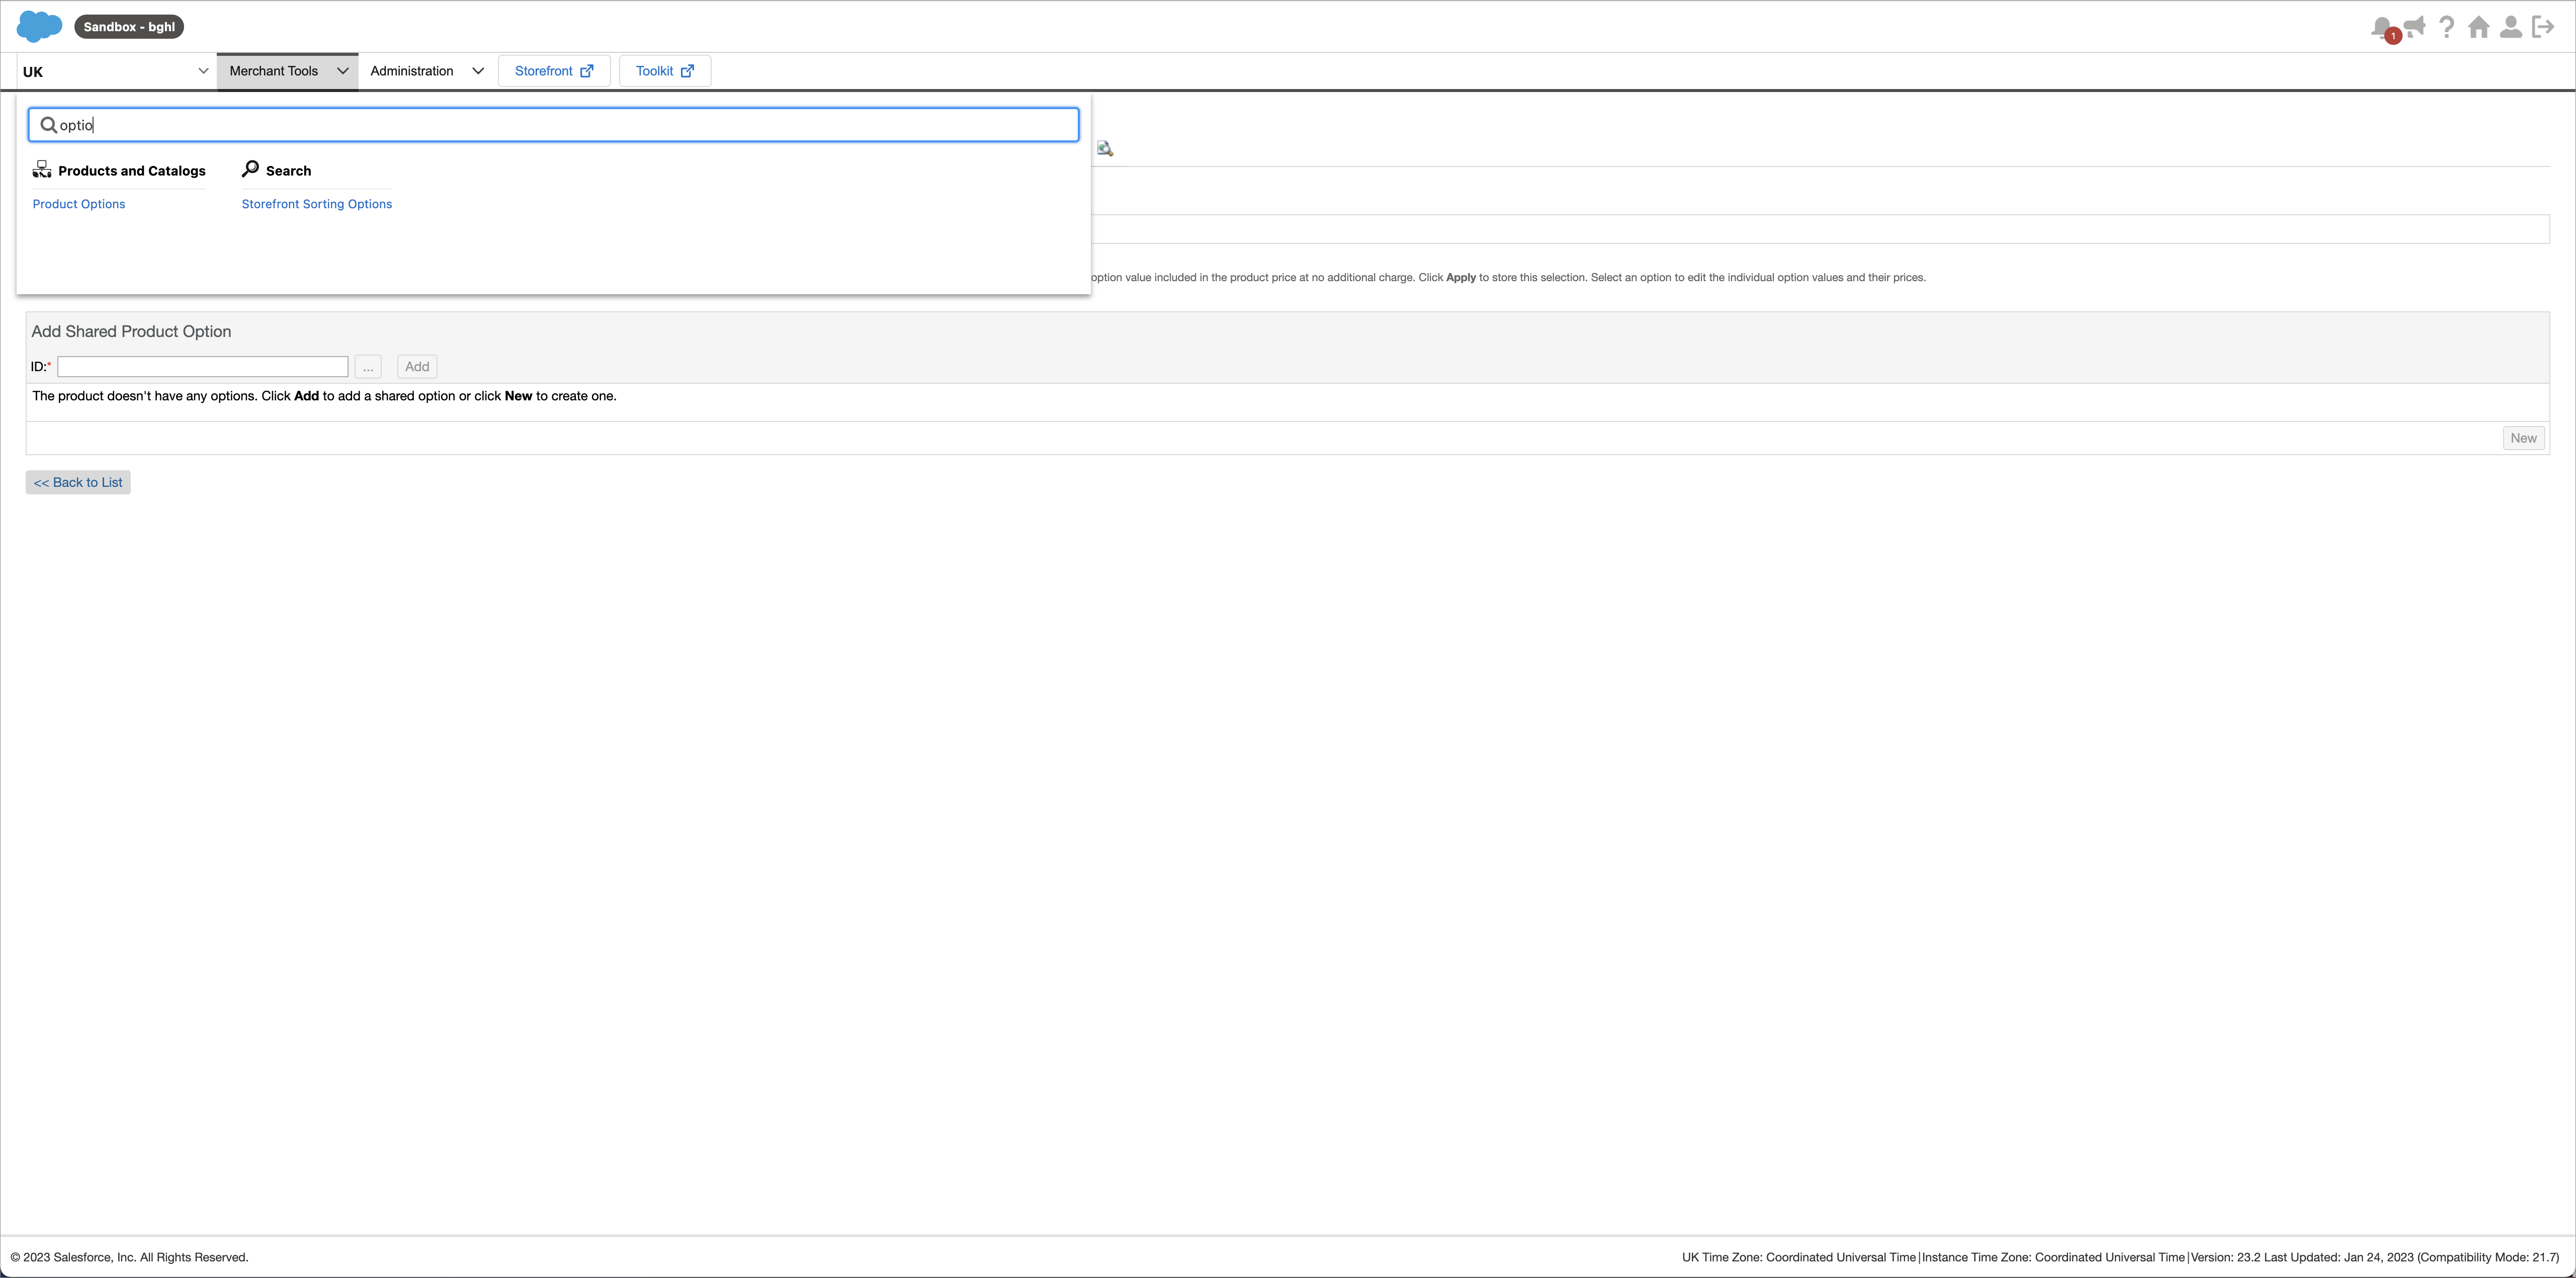 Sandbox - bghl
1
UK
Merchant Tools
Administration
Storefront
Toolkit
optio
Products and Catalogs
Search
Product Options
Storefront Sorting Options
option value included in the product price at no additional charge. Click Apply to store this selection. Select an option to edit the individual option values and their prices.
Add Shared Product Option
ID:*
...
Add
The product doesn't have any options. Click Add to add a shared option or click New to create one.
New
<< Back to List
© 2023 Salesforce, Inc. All Rights Reserved.
UK Time Zone: Coordinated Universal Time|Instance Time Zone: Coordinated Universal Time|Version: 23.2 Last Updated: Jan 24, 2023 (Compatibility Mode: 21.7)